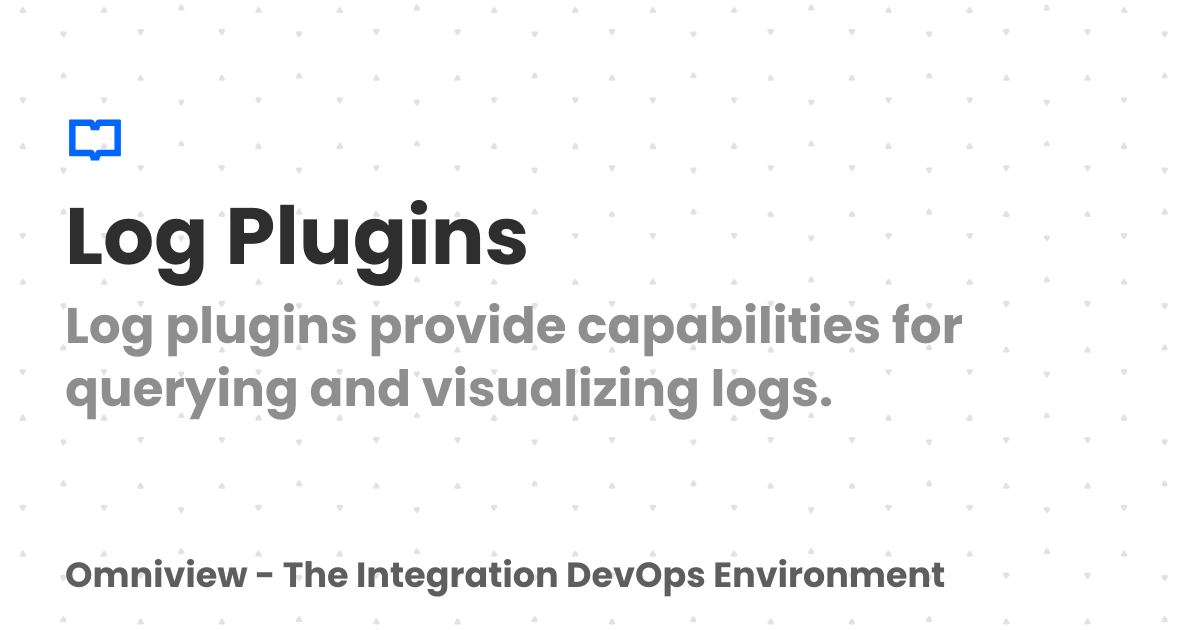 Log Plugins
Log plugins provide capabilities for
querying and visualizing logs.
Omniview - The Integration DevOps Environment